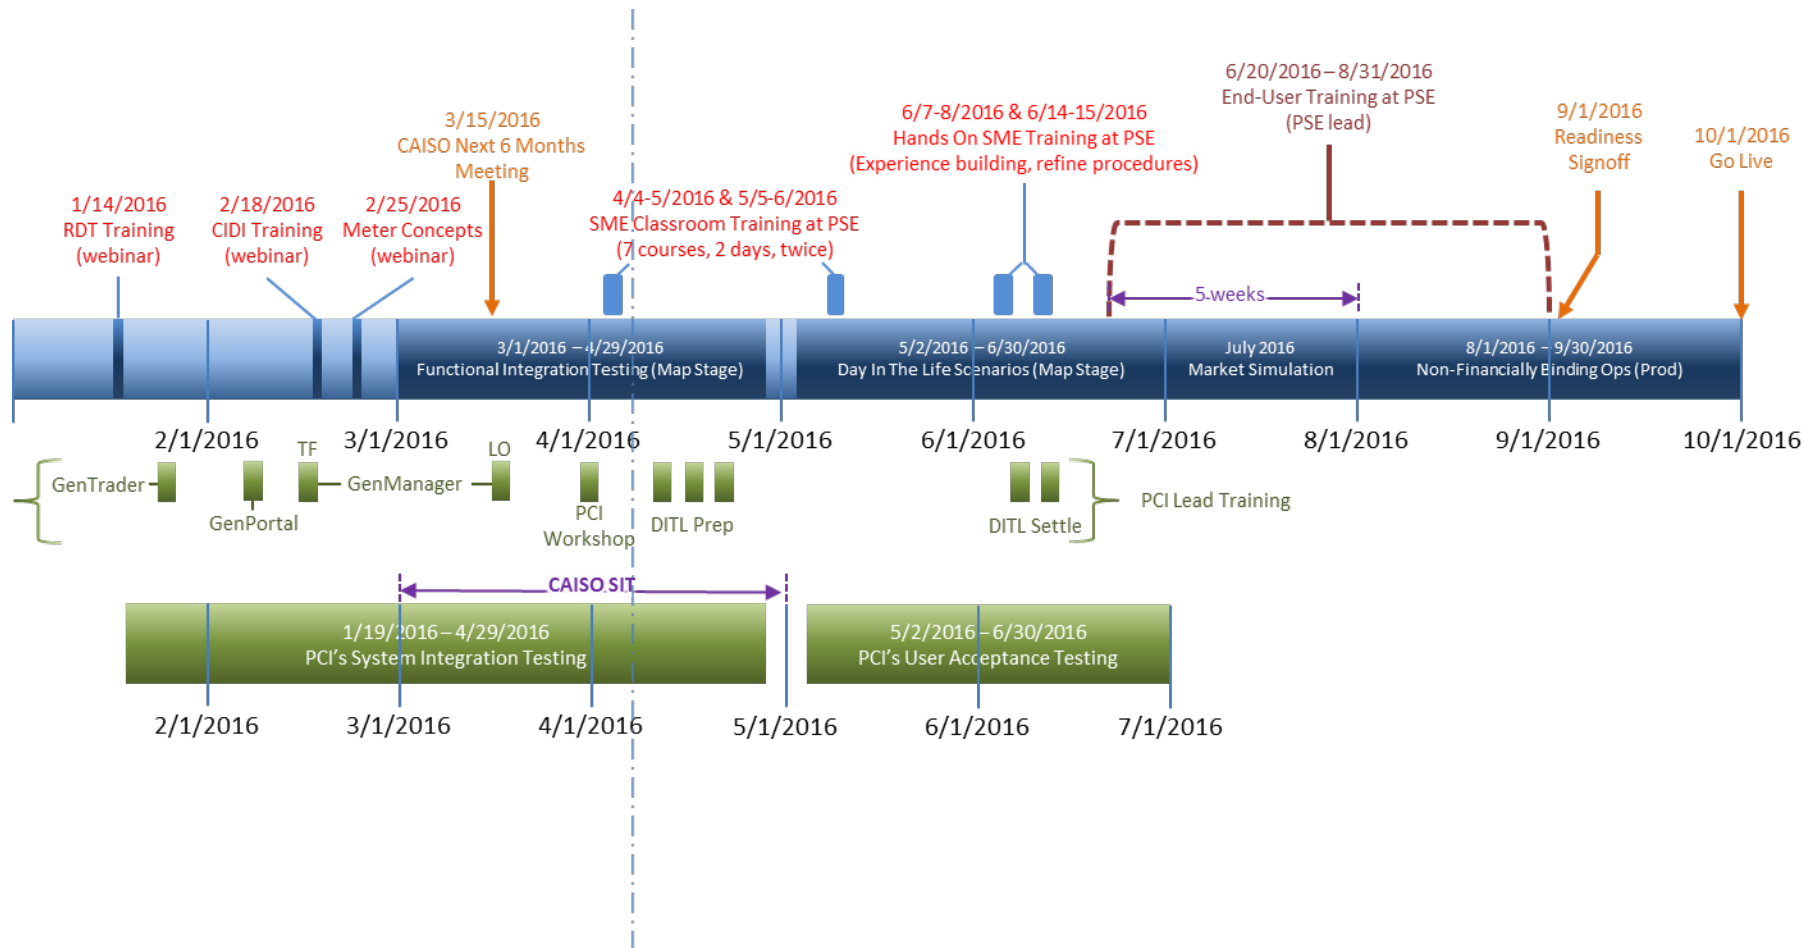 6/20/2016 – 8/31/2016
End-User Training at PSE
(PSE lead)
3/15/2016
CAISO Next 6 Months
Meeting
6/7-8/2016 & 6/14-15/2016
Hands On SME Training at PSE
(Experience building, refine procedures)
9/1/2016
Readiness
Signoff
10/1/2016
Go Live
1/14/2016
RDT Training
(webinar)
2/18/2016
CIDI Training
(webinar)
2/25/2016
Meter Concepts
(webinar)
4/4-5/2016 & 5/5-6/2016
SME Classroom Training at PSE
(7 courses, 2 days, twice)
5 weeks
3/1/2016 – 4/29/2016
Functional Integration Testing (Map Stage)
5/2/2016 – 6/30/2016
Day In The Life Scenarios (Map Stage)
July 2016
Market Simulation
8/1/2016 – 9/30/2016
Non-Financially Binding Ops (Prod)
2/1/2016
3/1/2016
4/1/2016
5/1/2016
6/1/2016
7/1/2016
8/1/2016
9/1/2016
10/1/2016
GenTrader
GenPortal
TF
GenManager
LO
PCI
Workshop
DITL Prep
DITL Settle
PCI Lead Training
CAISO SIT
1/19/2016 – 4/29/2016
PCI's System Integration Testing
5/2/2016 – 6/30/2016
PCI's User Acceptance Testing
2/1/2016
3/1/2016
4/1/2016
5/1/2016
6/1/2016
7/1/2016